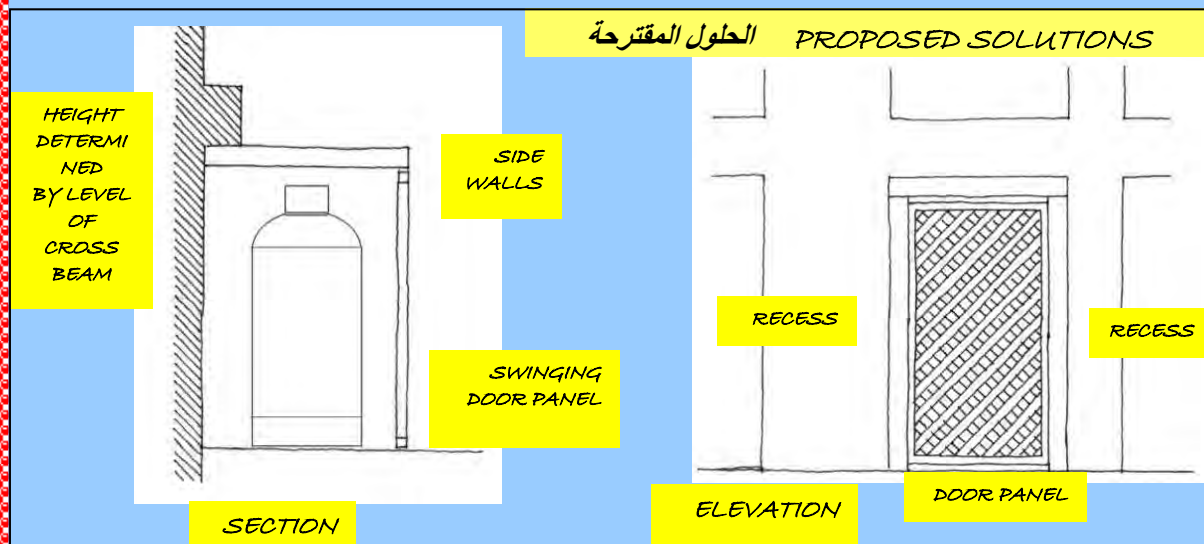 الحلول المقترحة PROPOSED SOLUTIONS
HEIGHT
DETERMI
NED
BY LEVEL
OF
CROSS
BEAM
SIDE
WALLS
SWINGING
DOOR PANEL
SECTION
RECESS
RECESS
ELEVATION
DOOR PANEL